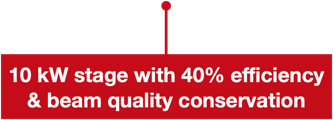 10 kW stage with 40% efficiency
& beam quality conservation